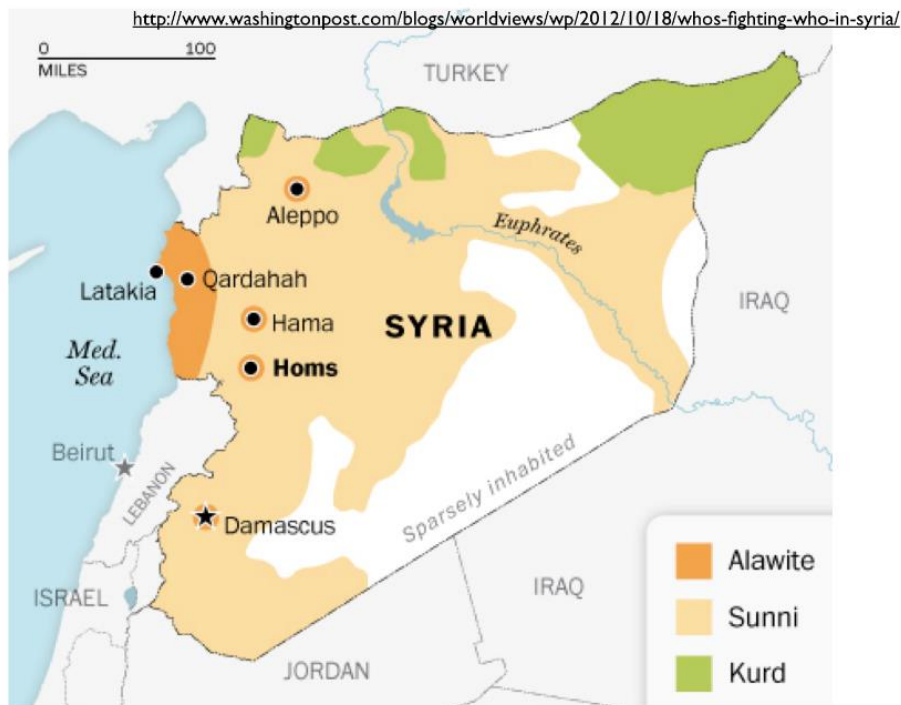 http://www.washingtonpost.com/blogs/worldviews/wp/2012/10/18/whos-fighting-who-in-syria/
0 100
MILES
TURKEY
Aleppo
Euphrates
Qardahah
Latakia
IRAQ
Hama
SYRIA
Med.
Sea
Homs
Beirut
LEBANON
Sparsely inhabited
Damascus
Alawite
IRAQ
ISRAEL
Sunni
JORDAN
Kurd